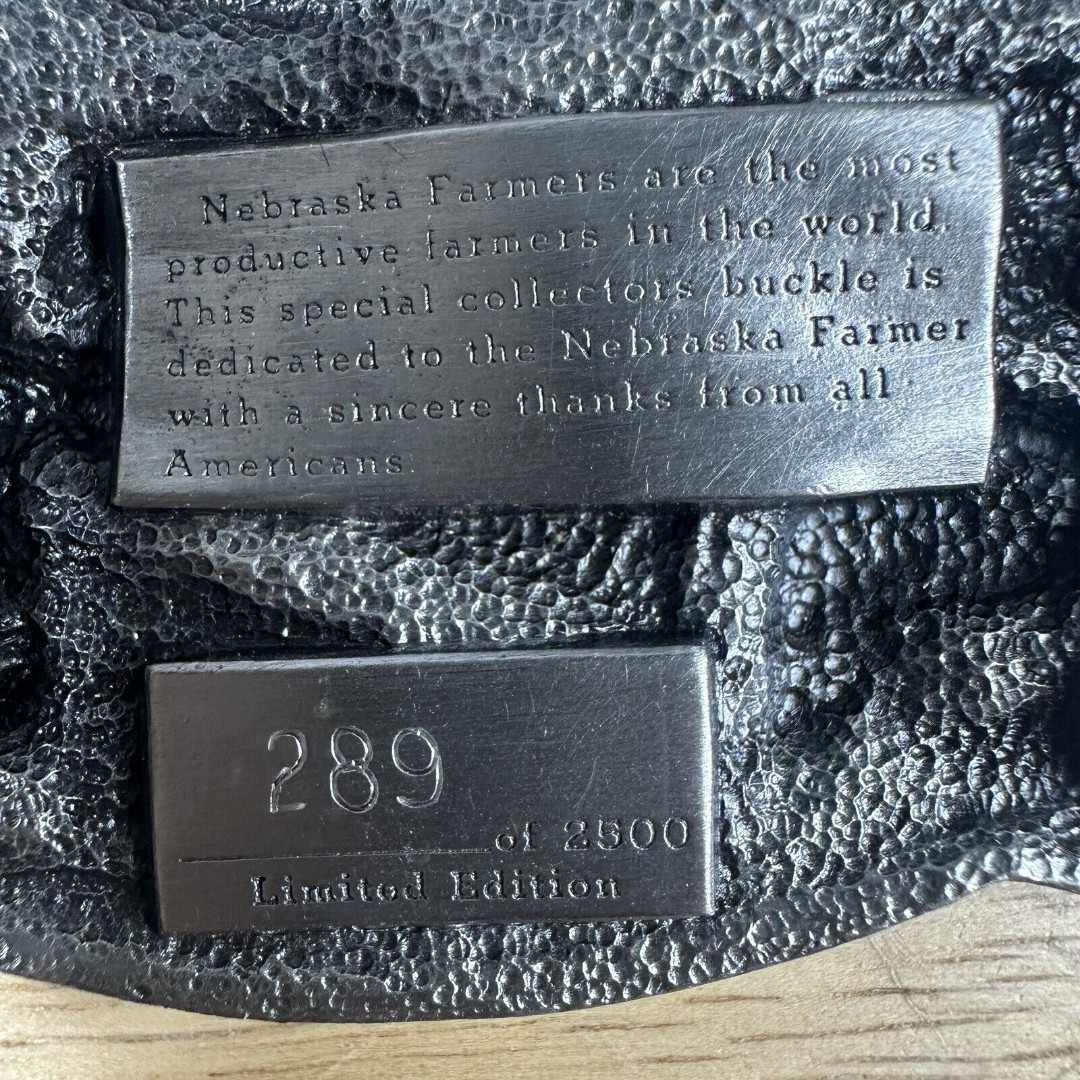 Nebraska Farmers are the most
productive farmers in the world.
This special collectors buckle is
dedicated to the Nebraska Farmer
with a sincere thanks from all
Americans.
289
of 2500
Limited Edition